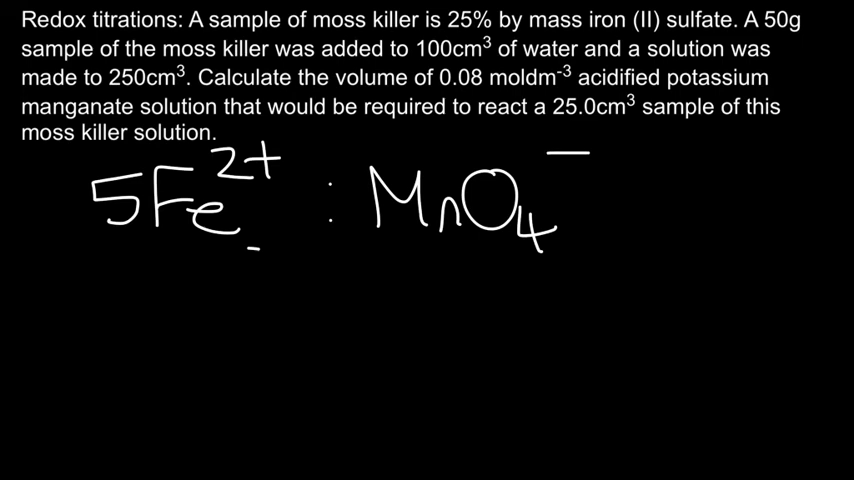 Redox titrations: A sample of moss killer is 25% by mass iron (II) sulfate. A 50g
sample of the moss killer was added to 100cm³ of water and a solution was
made to 250cm³. Calculate the volume of 0.08 moldm⁻³ acidified potassium
manganate solution that would be required to react a 25.0cm³ sample of this
moss killer solution.
5Fe²⁺ : MnO₄⁻